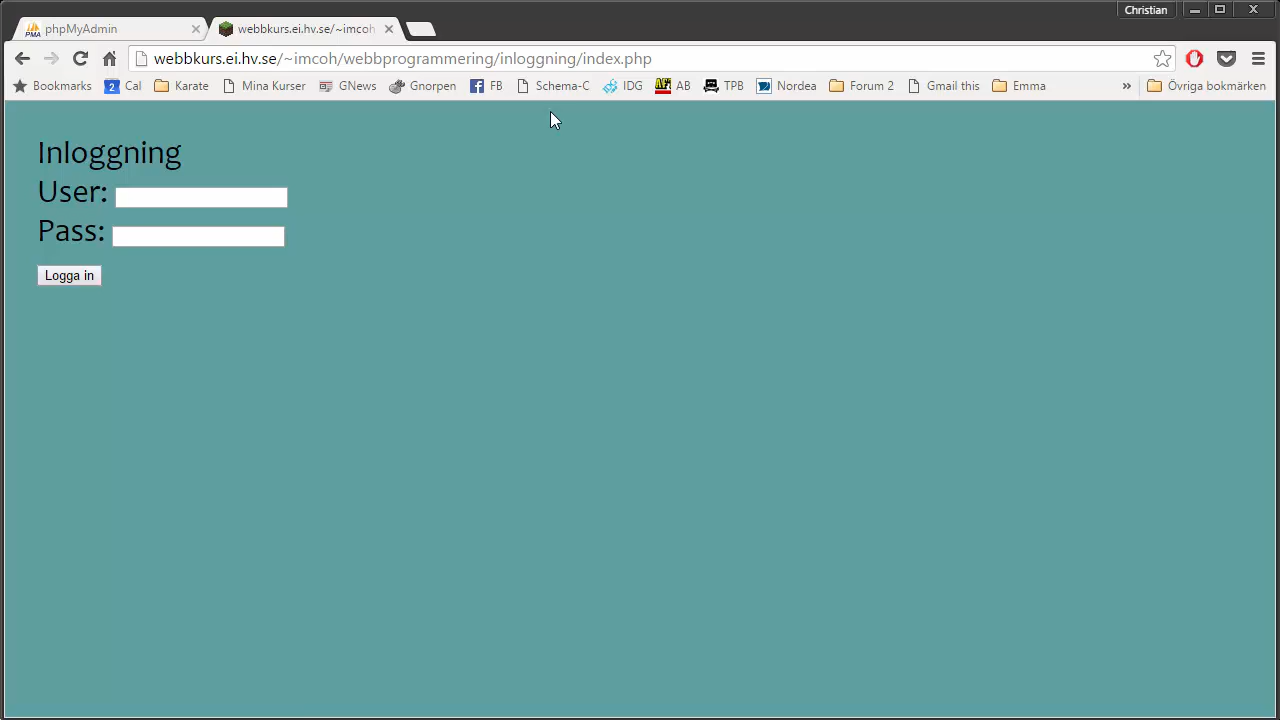 Christian
PMA phpMyAdmin
webbkurs.ei.hv.se/~imcoh
webbkurs.ei.hv.se/~imcoh/webbprogrammering/inloggning/index.php
Bookmarks 2 Cal Karate Mina Kurser GNews Gnorpen FB Schema-C IDG AB TPB Nordea Forum 2 Gmail this Emma » Övriga bokmärken
Inloggning
User:
Pass:
Logga in